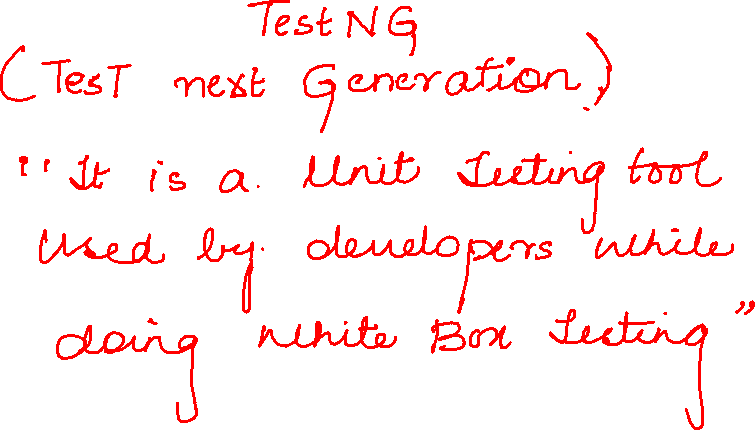 TestNG
(TesT next Generation)
"It is a Unit Testing tool
Used by developers while
doing White Box Testing"